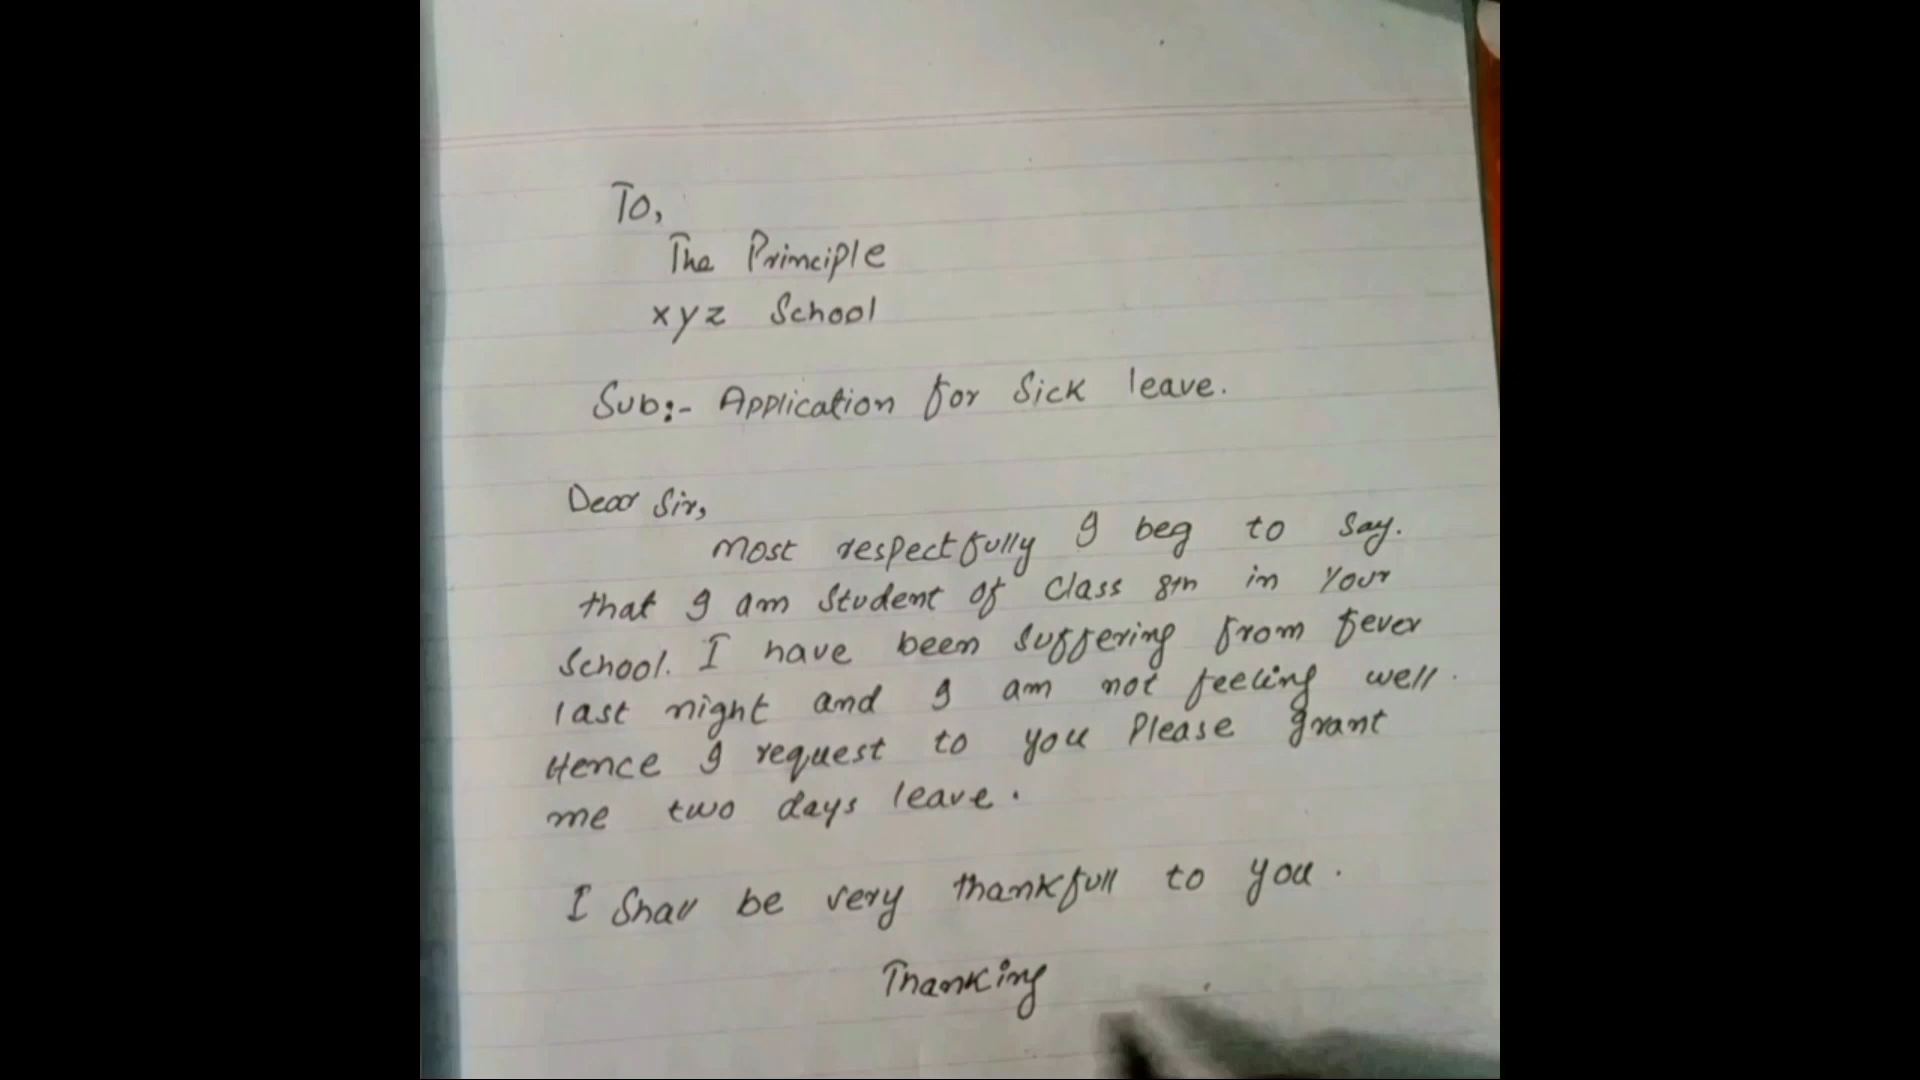 To,
The Principle
xyz School
Sub:- Application for Sick leave.
Dear Sir,
Most respectfully I beg to say.
that I am Student of Class 8th in Your
School. I have been suffering from fever
last night and I am not feeling well.
Hence I request to you Please grant
me two days leave.
I Shall be very thankfull to you.
Thanking